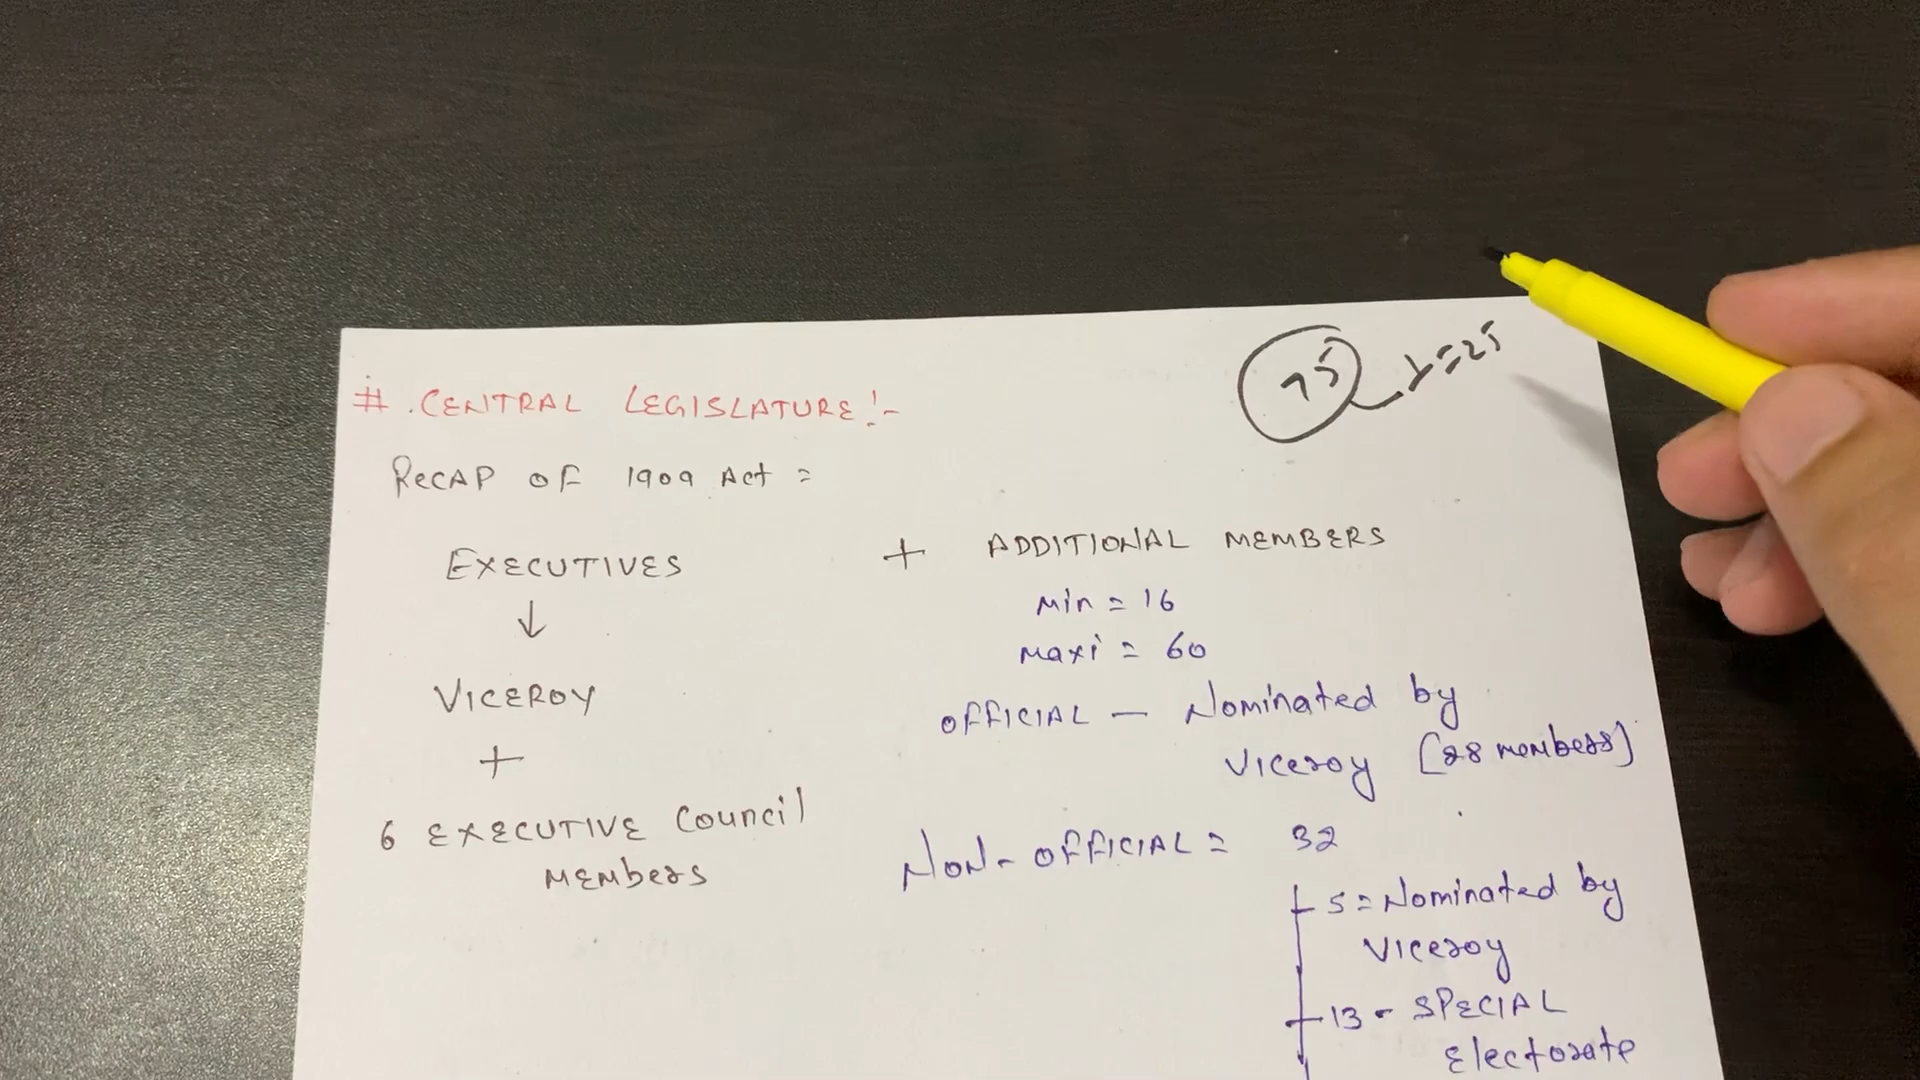 # . CENTRAL LEGISLATURE :-
75
RECAP OF 1909 Act =
EXECUTIVES + ADDITIONAL MEMBERS
↓
Min = 16
Maxi = 60
VICEROY
OFFICIAL — Nominated by
Viceroy [28 members]
+
6 EXECUTIVE Council
MEMbers
NON-OFFICIAL = 32
5 = Nominated by
Viceroy
13 - SPECIAL
Electorate